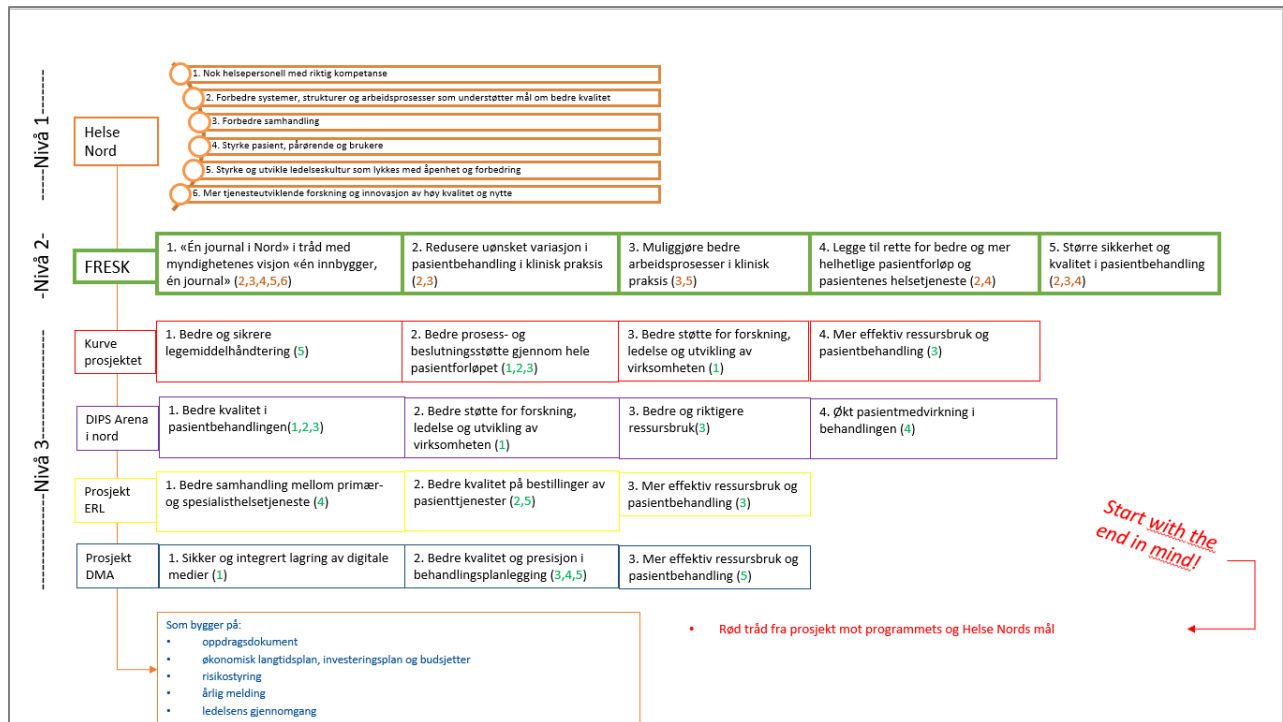 ------Nivå 1------
Helse
Nord
1. Nok helsepersonell med riktig kompetanse
2. Forbedre systemer, strukturer og arbeidsprosesser som understøtter mål om bedre kvalitet
3. Forbedre samhandling
4. Styrke pasient, pårørende og brukere
5. Styrke og utvikle ledelseskultur som lykkes med åpenhet og forbedring
6. Mer tjenesteutviklende forskning og innovasjon av høy kvalitet og nytte
-Nivå 2-
FRESK
1. «Én journal i Nord» i tråd med
myndighetenes visjon «én innbygger,
én journal» (2,3,4,5,6)
2. Redusere uønsket variasjon i
pasientbehandling i klinisk praksis
(2,3)
3. Muliggjøre bedre
arbeidsprosesser i klinisk
praksis (3,5)
4. Legge til rette for bedre og mer
helhetlige pasientforløp og
pasientenes helsetjeneste (2,4)
5. Større sikkerhet og
kvalitet i pasientbehandling
(2,3,4)
-----------------Nivå 3-----------------
Kurve
prosjektet
1. Bedre og sikrere
legemiddelhåndtering (5)
2. Bedre prosess- og
beslutningsstøtte gjennom hele
pasientforløpet (1,2,3)
3. Bedre støtte for forskning,
ledelse og utvikling av
virksomheten (1)
4. Mer effektiv ressursbruk og
pasientbehandling (3)
DIPS Arena
i nord
1. Bedre kvalitet i
pasientbehandlingen(1,2,3)
2. Bedre støtte for forskning,
ledelse og utvikling av
virksomheten (1)
3. Bedre og riktigere
ressursbruk(3)
4. Økt pasientmedvirkning i
behandlingen (4)
Prosjekt
ERL
1. Bedre samhandling mellom primær-
og spesialisthelsetjeneste (4)
2. Bedre kvalitet på bestillinger av
pasienttjenester (2,5)
3. Mer effektiv ressursbruk og
pasientbehandling (3)
Prosjekt
DMA
1. Sikker og integrert lagring av digitale
medier (1)
2. Bedre kvalitet og presisjon i
behandlingsplanlegging (3,4,5)
3. Mer effektiv ressursbruk og
pasientbehandling (5)
Start with the
end in mind!
Som bygger på:
• oppdragsdokument
• økonomisk langtidsplan, investeringsplan og budsjetter
• risikostyring
• årlig melding
• ledelsens gjennomgang
• Rød tråd fra prosjekt mot programmets og Helse Nords mål